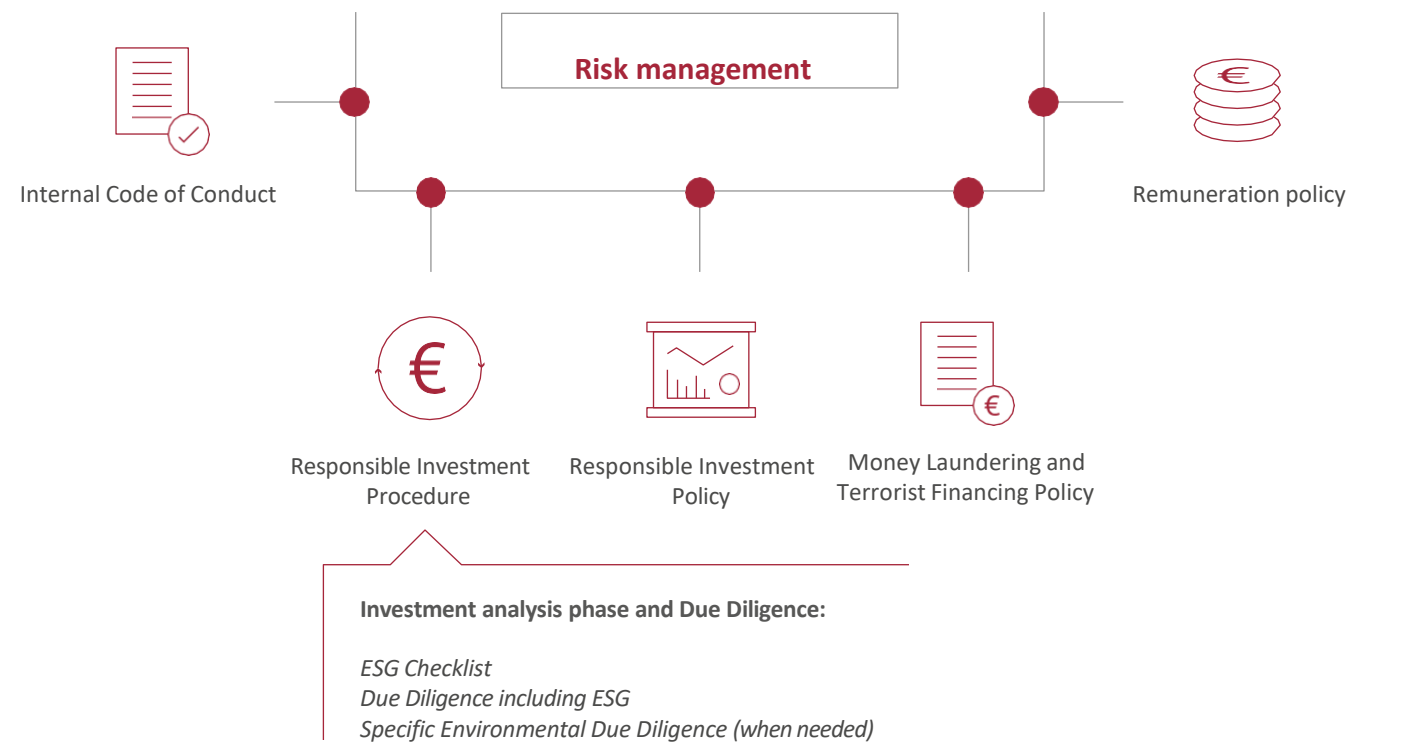 Risk management
Internal Code of Conduct
Remuneration policy
€
€
€
Responsible Investment
Procedure
Responsible Investment
Policy
Money Laundering and
Terrorist Financing Policy
Investment analysis phase and Due Diligence:
ESG Checklist
Due Diligence including ESG
Specific Environmental Due Diligence (when needed)